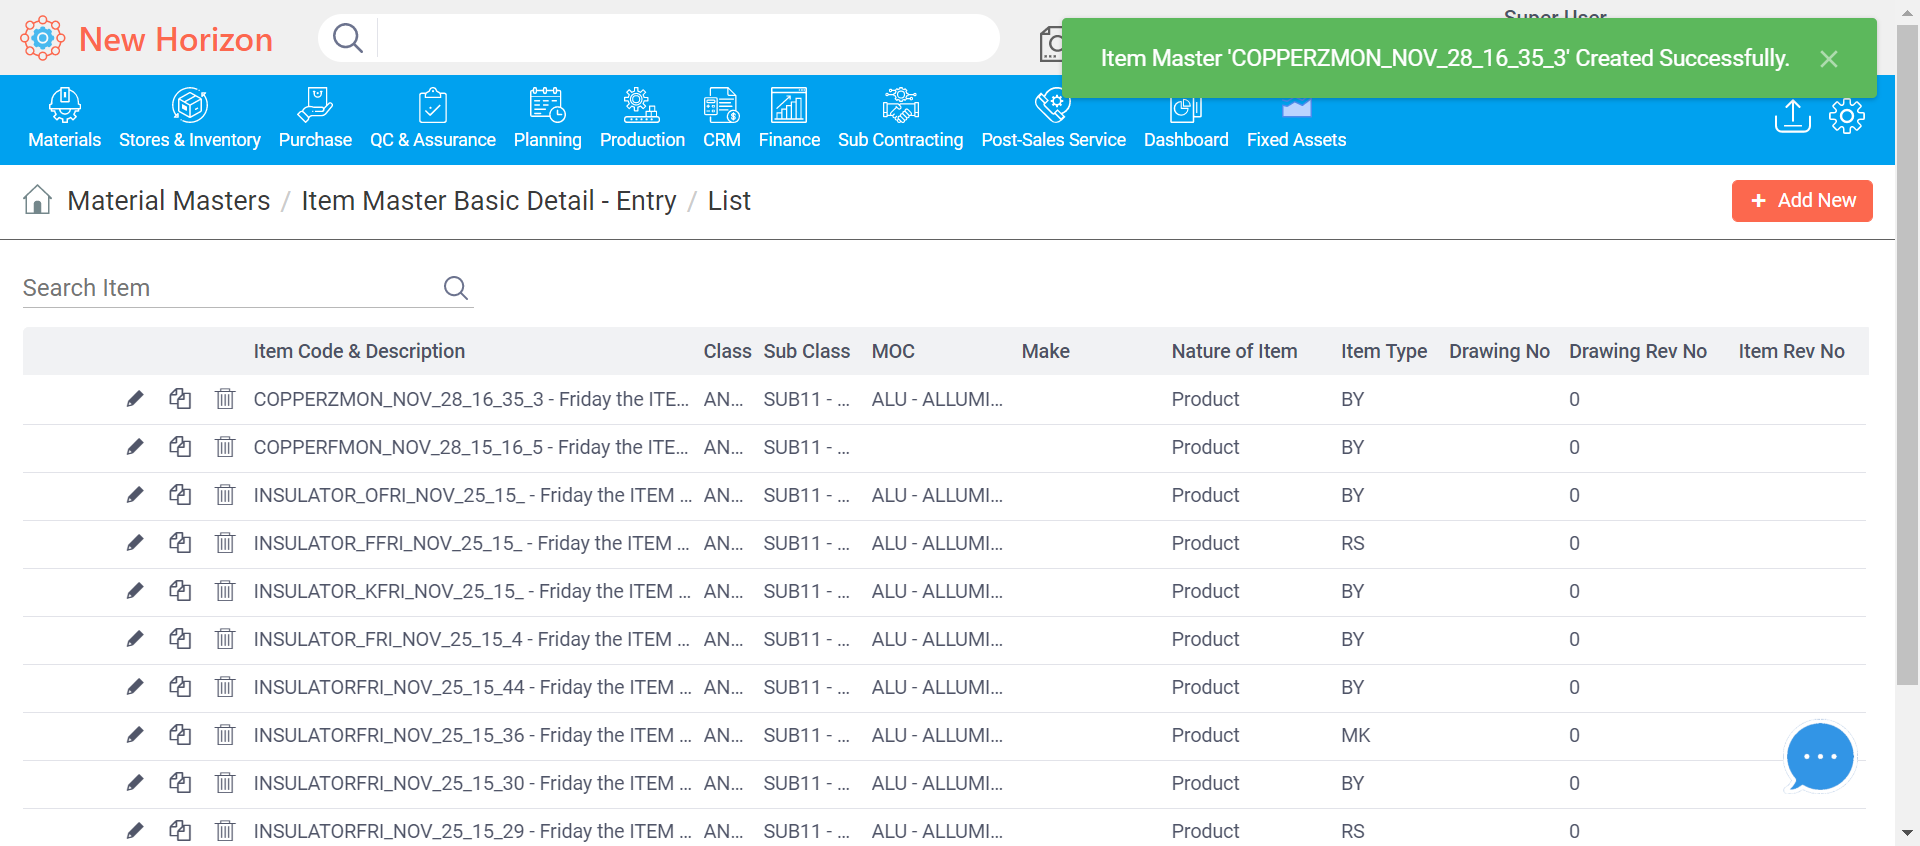 New Horizon
Super User
Item Master 'COPPERZMON_NOV_28_16_35_3' Created Successfully.
Materials Stores & Inventory Purchase QC & Assurance Planning Production CRM Finance Sub Contracting Post-Sales Service Dashboard Fixed Assets
Material Masters / Item Master Basic Detail - Entry / List
+ Add New
Search Item
Item Code & Description Class Sub Class MOC Make Nature of Item Item Type Drawing No Drawing Rev No Item Rev No
COPPERZMON_NOV_28_16_35_3 - Friday the ITE... AN... SUB11 - ... ALU - ALLUMI... Product BY 0
COPPERFMON_NOV_28_15_16_5 - Friday the ITE... AN... SUB11 - ... Product BY 0
INSULATOR_OFRI_NOV_25_15_ - Friday the ITEM ... AN... SUB11 - ... ALU - ALLUMI... Product BY 0
INSULATOR_FFRI_NOV_25_15_ - Friday the ITEM ... AN... SUB11 - ... ALU - ALLUMI... Product RS 0
INSULATOR_KFRI_NOV_25_15_ - Friday the ITEM ... AN... SUB11 - ... ALU - ALLUMI... Product BY 0
INSULATOR_FRI_NOV_25_15_4 - Friday the ITEM ... AN... SUB11 - ... ALU - ALLUMI... Product BY 0
INSULATORFRI_NOV_25_15_44 - Friday the ITEM ... AN... SUB11 - ... ALU - ALLUMI... Product BY 0
INSULATORFRI_NOV_25_15_36 - Friday the ITEM ... AN... SUB11 - ... ALU - ALLUMI... Product MK 0
INSULATORFRI_NOV_25_15_30 - Friday the ITEM ... AN... SUB11 - ... ALU - ALLUMI... Product BY 0
INSULATORFRI_NOV_25_15_29 - Friday the ITEM ... AN... SUB11 - ... ALU - ALLUMI... Product RS 0